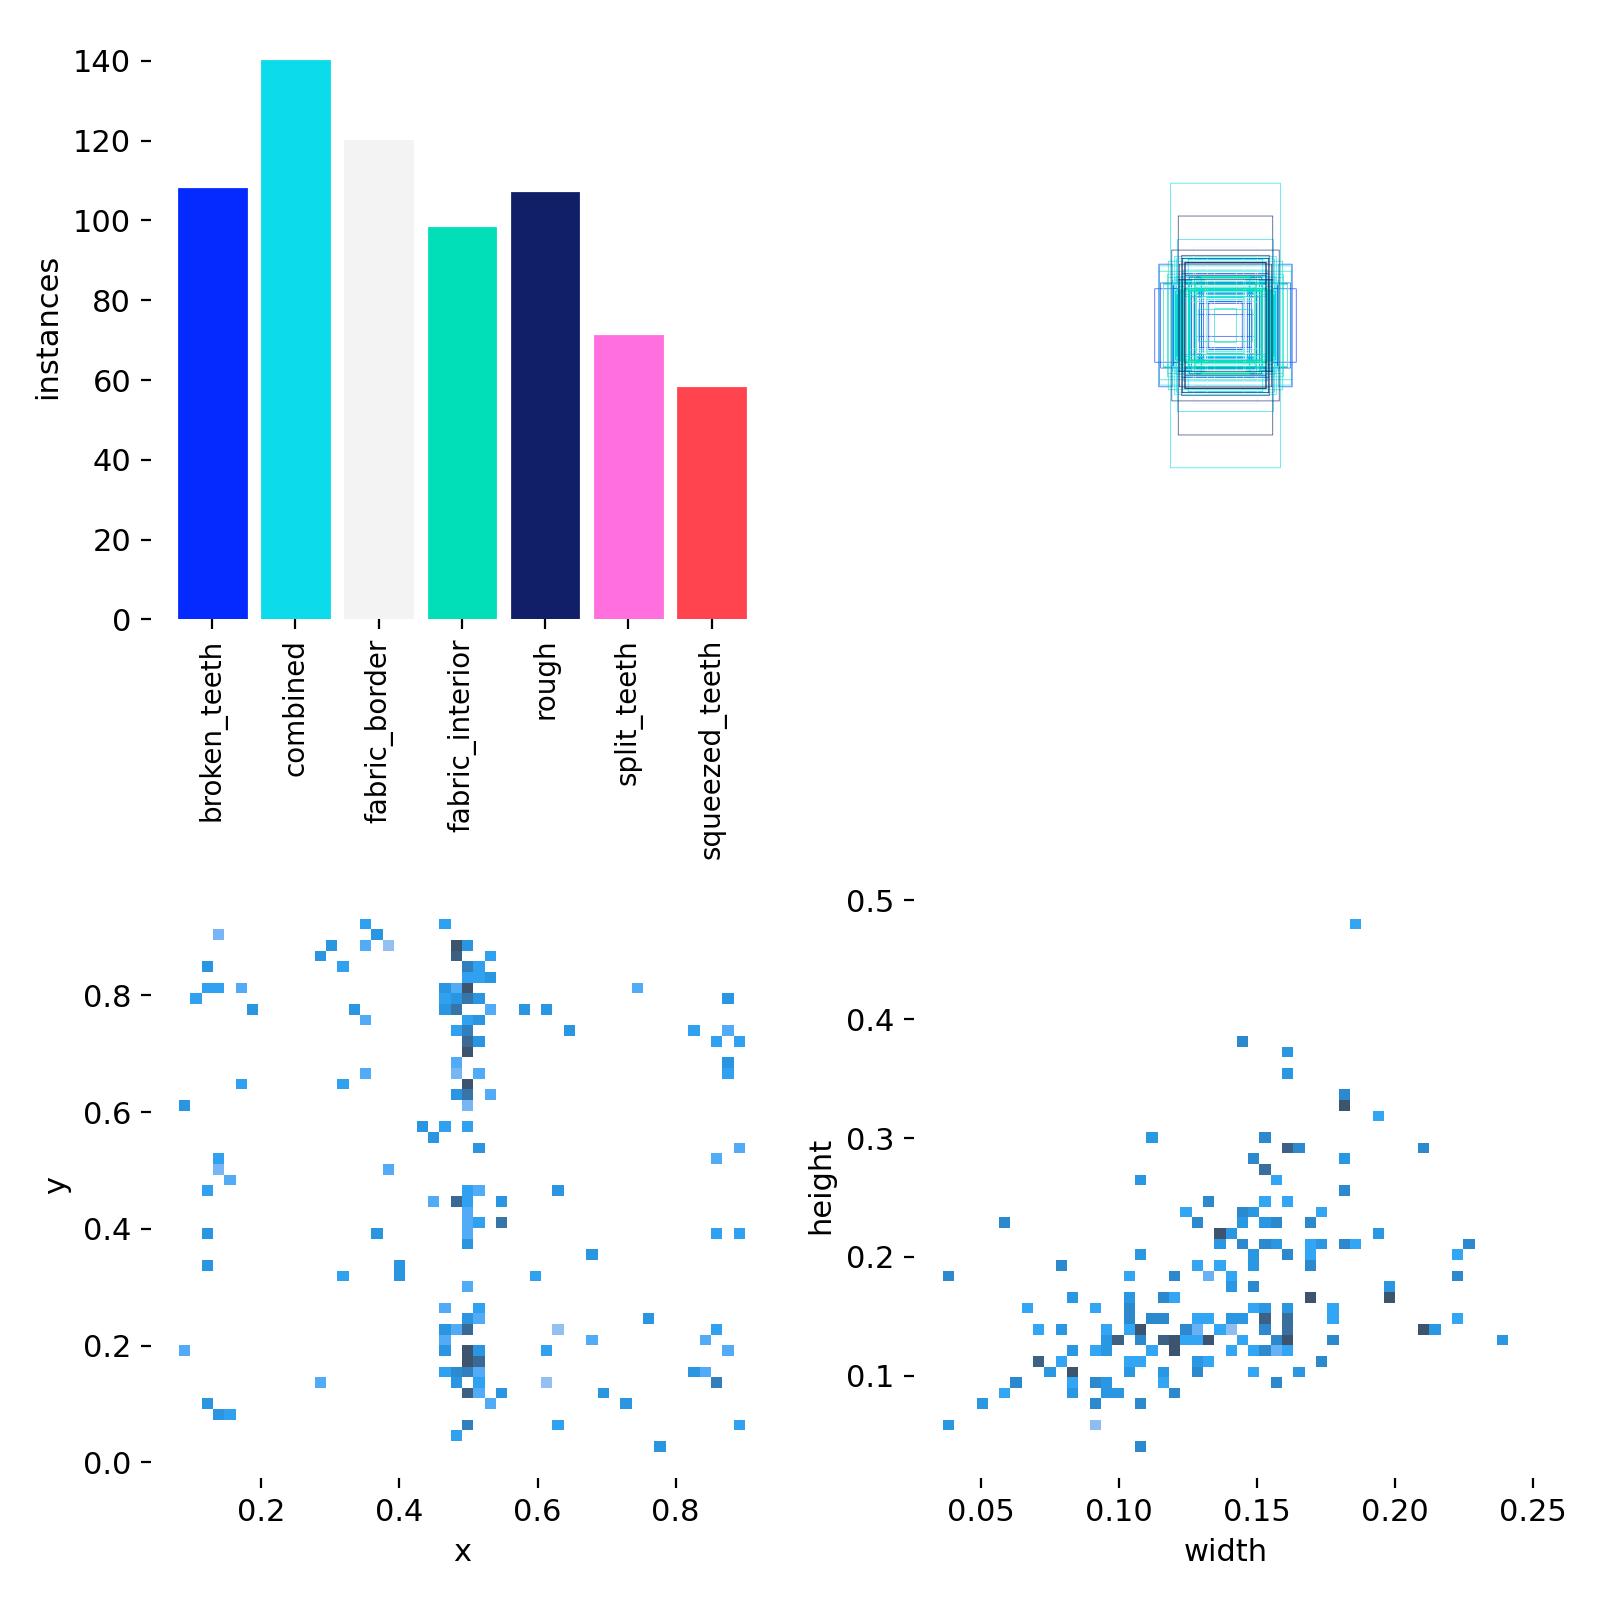 140
120
100
80
60
40
20
0
instances
broken_teeth
combined
fabric_border
fabric_interior
rough
split_teeth
squeezed_teeth
0.8
0.6
0.4
0.2
0.0
y
0.2 0.4 0.6 0.8
x
0.5
0.4
0.3
0.2
0.1
height
0.05 0.10 0.15 0.20 0.25
width